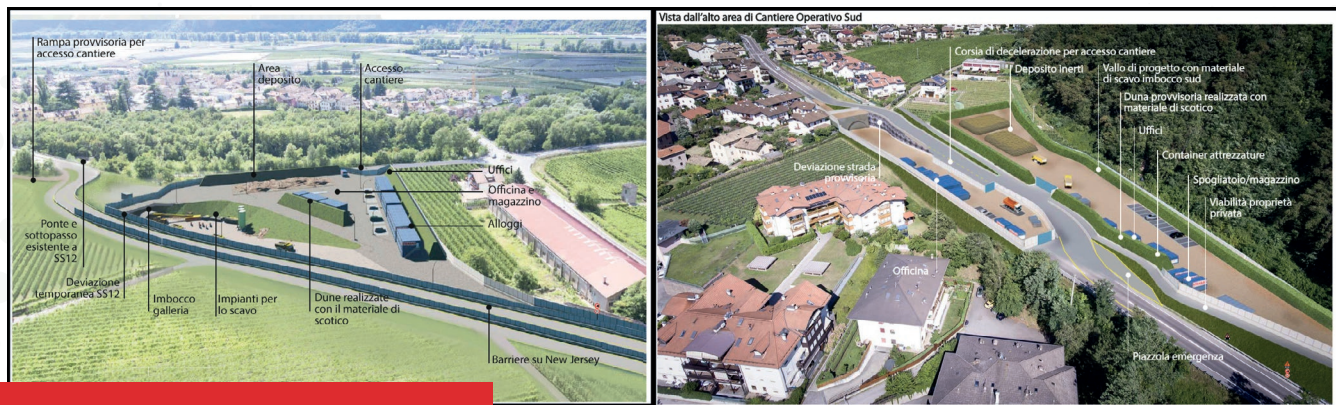 Rampa provvisoria per
accesso cantiere
Area
deposito
Accesso
cantiere
Uffici
Officina e
magazzino
Alloggi
Ponte e
sottopasso
esistente a
SS12
Deviazione
temporanea SS12
Imbocco
galleria
Impianti per
lo scavo
Dune realizzate
con il materiale di
scotico
Barriere su New Jersey
Vista dall'alto area di Cantiere Operativo Sud
Corsia di decelerazione per accesso cantiere
Deposito inerti
Vallo di progetto con materiale
di scavo imbocco sud
Duna provvisoria realizzata con
materiale di scotico
Uffici
Container attrezzature
Spogliatoio/magazzino
Viabilità proprietà
privata
Deviazione strada
provvisoria
Officina
Piazzola emergenza